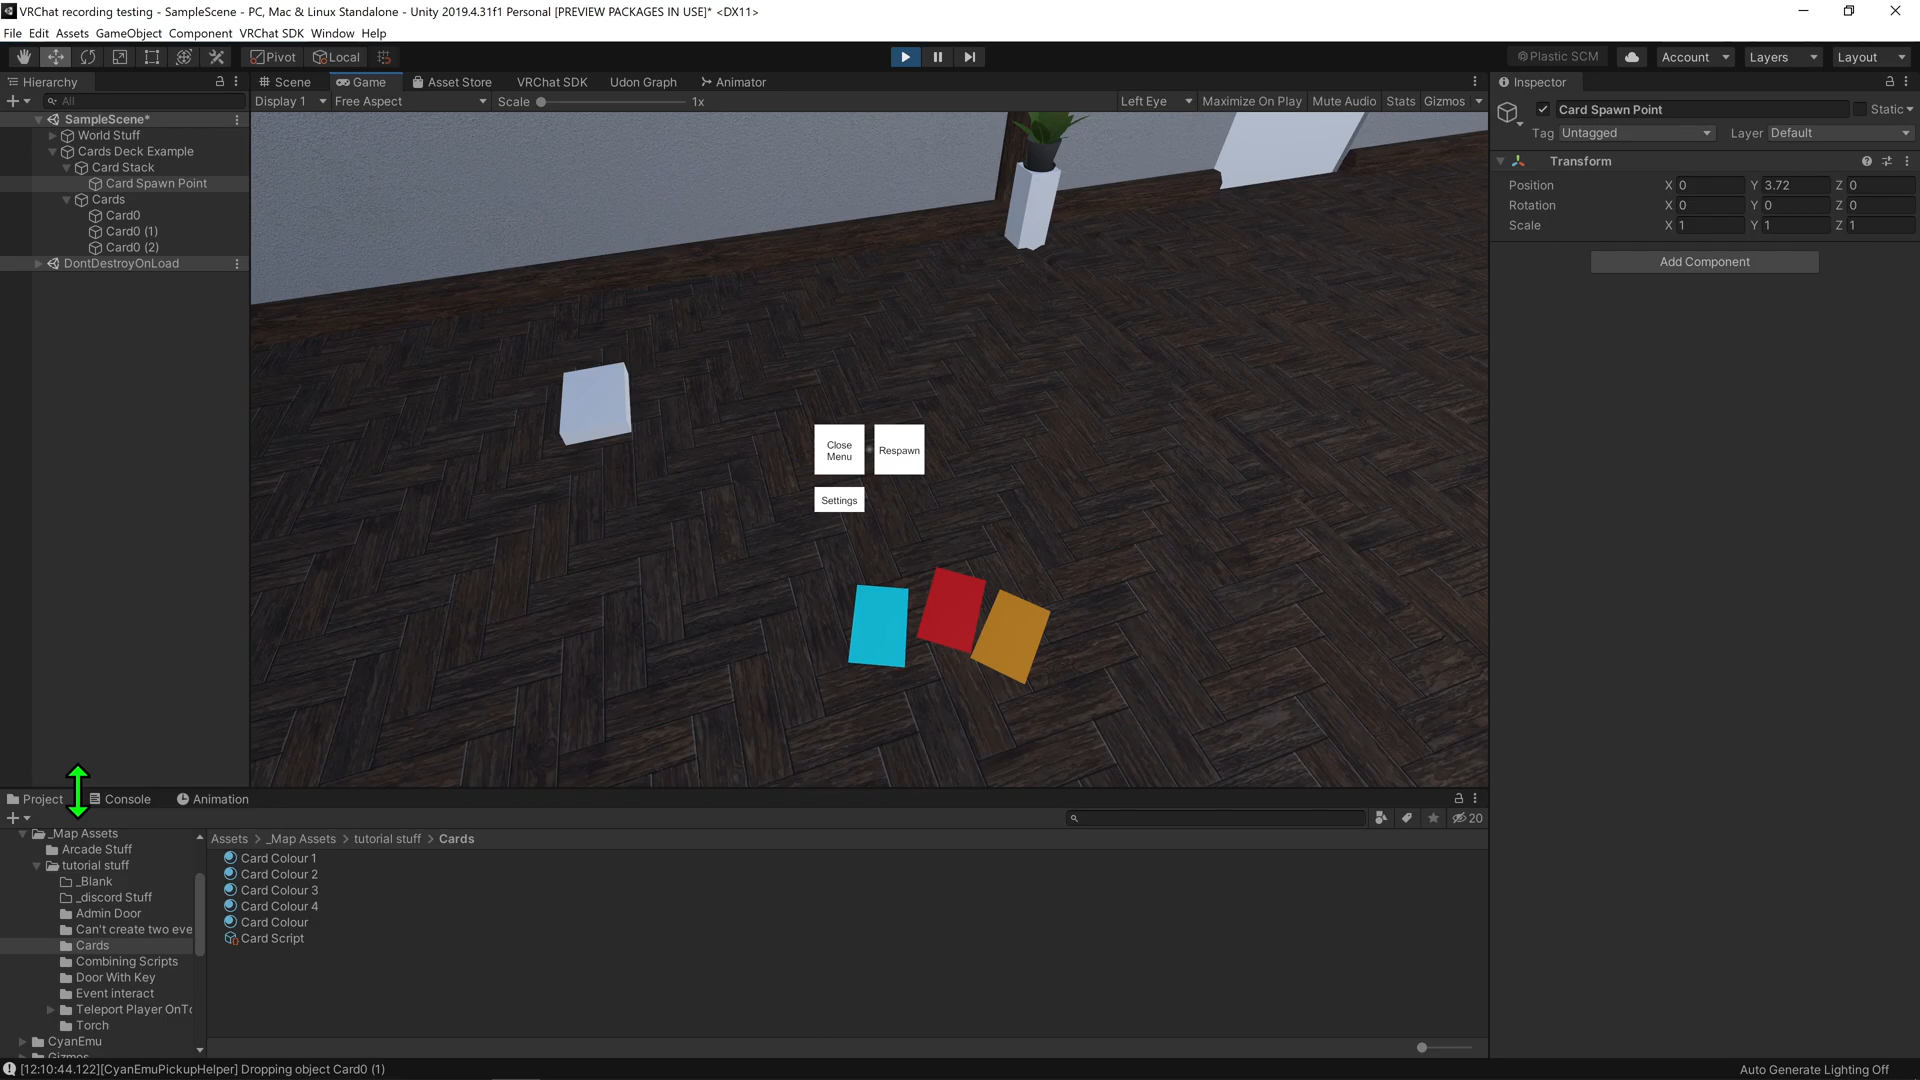 VRChat recording testing - SampleScene - PC, Mac & Linux Standalone - Unity 2019.4.31f1 Personal [PREVIEW PACKAGES IN USE]* <DX11>
File Edit Assets GameObject Component VRChat SDK Window Help
Pivot Local Plastic SCM Account Layers Layout
Hierarchy Scene Game Asset Store VRChat SDK Udon Graph Animator Inspector
All Display 1 Free Aspect Scale 1x Left Eye Maximize On Play Mute Audio Stats Gizmos
Card Spawn Point Static
SampleScene*
World Stuff
Tag Untagged Layer Default
Cards Deck Example
Card Stack
Transform
Card Spawn Point
Position X 0 Y 3.72 Z 0
Cards
Rotation X 0 Y 0 Z 0
Card0
Scale X 1 Y 1 Z 1
Card0 (1)
Card0 (2)
DontDestroyOnLoad
Add Component
Close Menu
Respawn
Settings
Project Console Animation
20
_Map Assets
Assets > _Map Assets > tutorial stuff > Cards
Arcade Stuff
tutorial stuff
_Blank
_discord Stuff
Admin Door
Can't create two eve
Cards
Combining Scripts
Door With Key
Event interact
Teleport Player OnTo
Torch
CyanEmu
Gizmos
Card Colour 1
Card Colour 2
Card Colour 3
Card Colour 4
Card Colour
Card Script
[12:10:44.122][CyanEmuPickupHelper] Dropping object Card0 (1)
Auto Generate Lighting Off